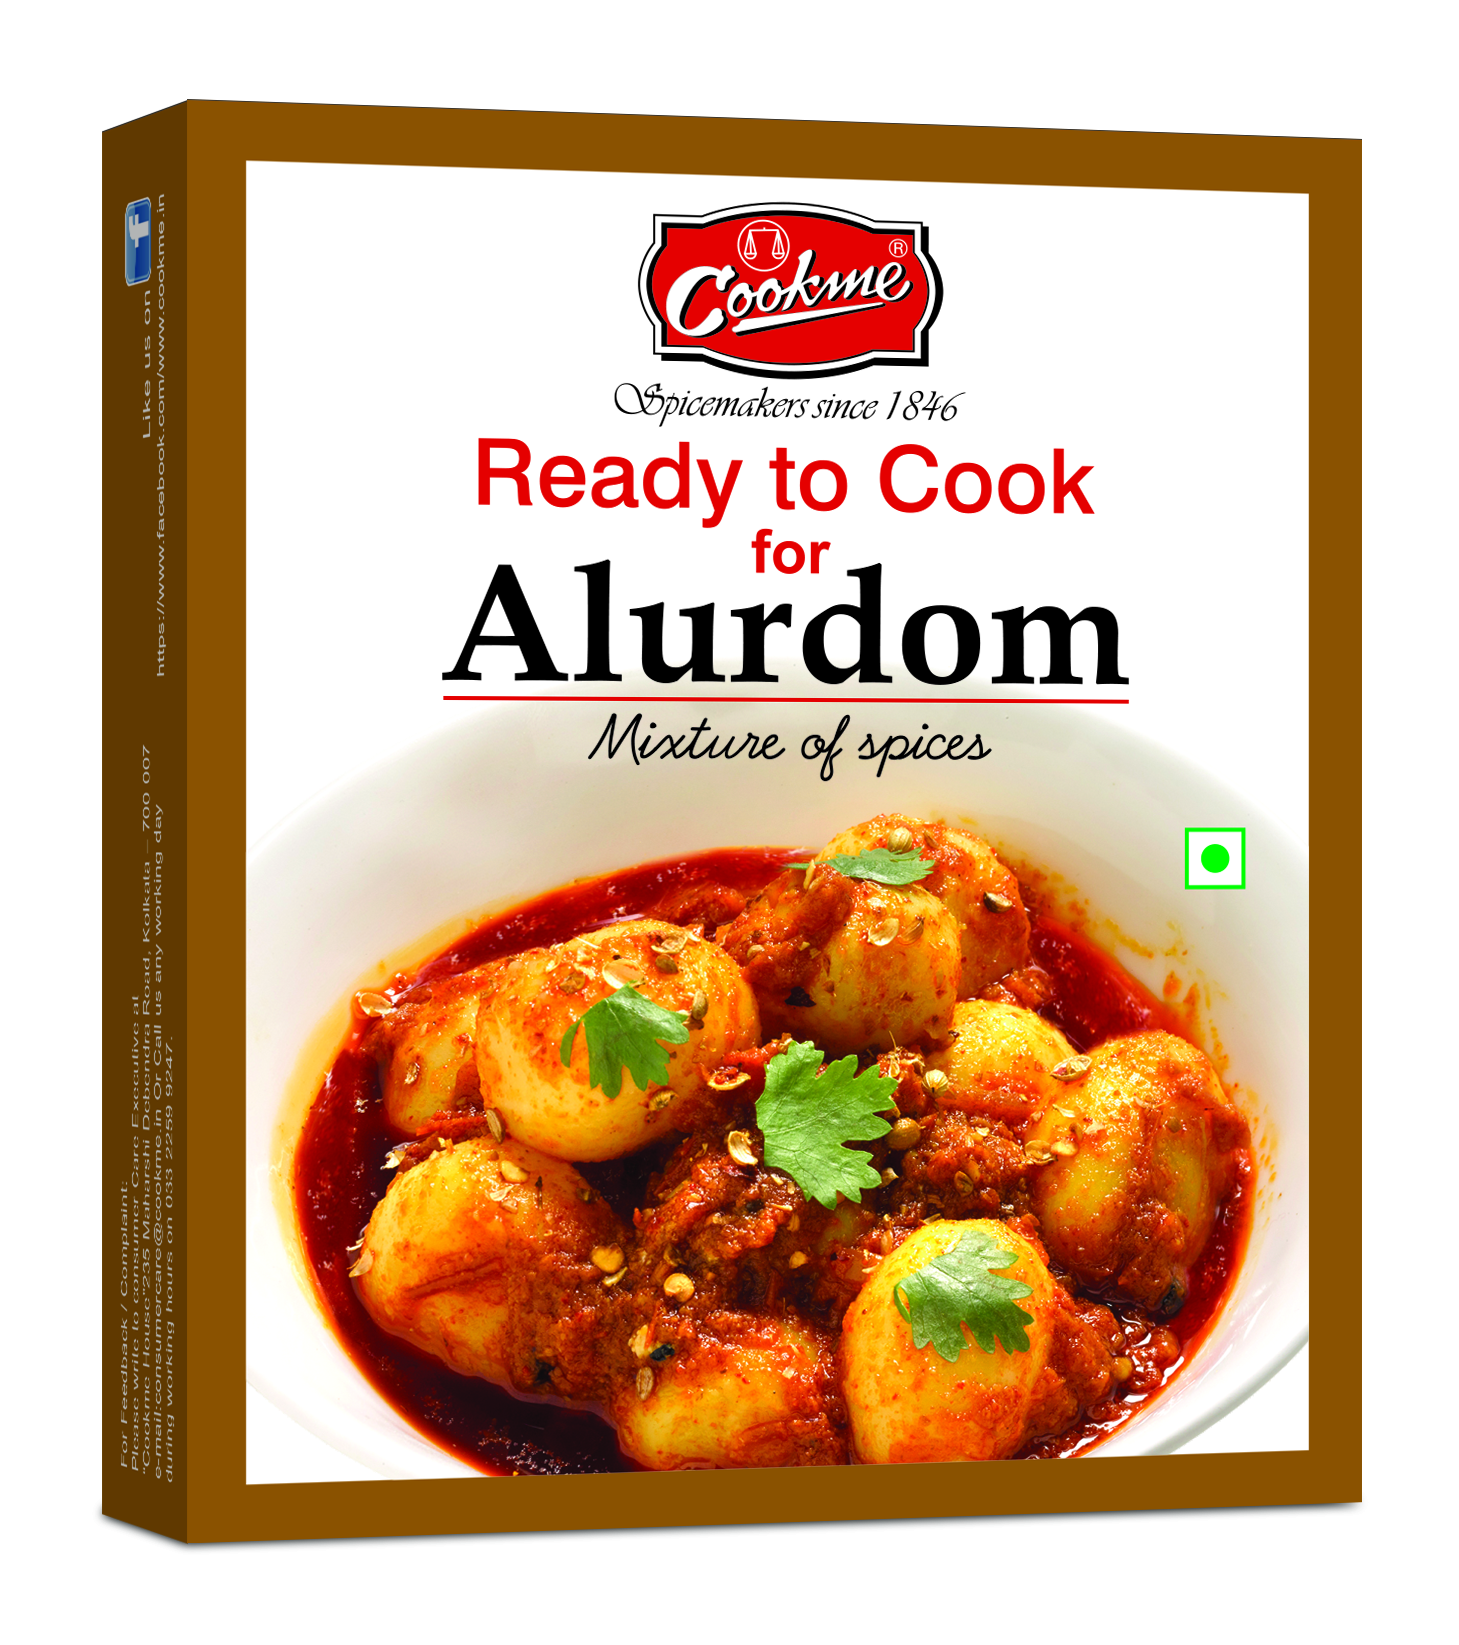 Cookme
®
Spicemakers since 1846
Ready to Cook
for
Alurdom
Mixture of spices
f
Like us on
https://www.facebook.com/www.cookme.in
For Feedback / Complaint:
Please write to consumer Care Executive at
"Cookme House"235 Maharshi Debendra Road, Kolkata – 700 007
e-mail:consumercare@cookme.in Or Call us any working day
during working hours on 033 2259 9247.